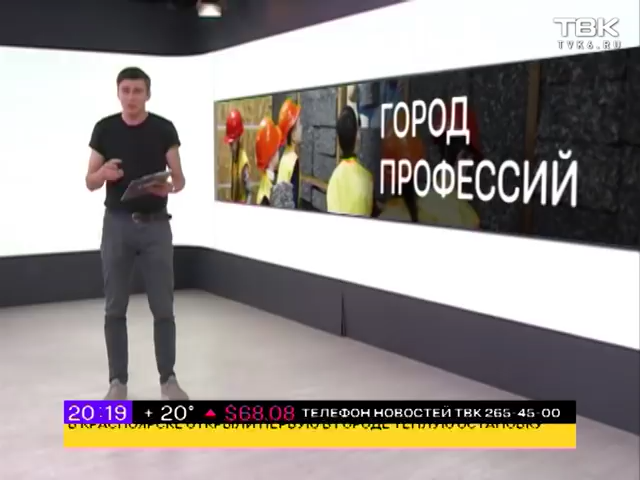 ТВК
TVK6.RU
ГОРОД
ПРОФЕССИЙ
20:19 + 20° ▲ $68.08 ТЕЛЕФОН НОВОСТЕЙ ТВК 265-45-00
В КРАСНОЯРСКЕ ОТКРЫЛИ ПЕРВУЮ В ГОРОДЕ ТЕПЛУЮ ОСТАНОВКУ